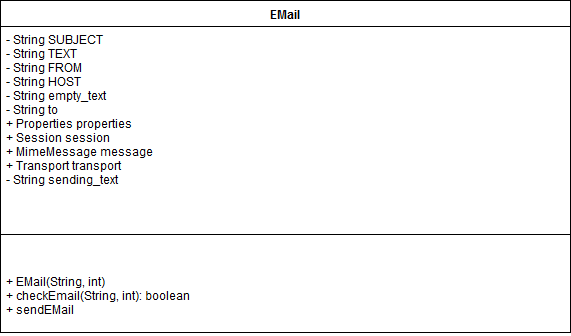 EMail
- String SUBJECT
- String TEXT
- String FROM
- String HOST
- String empty_text
- String to
+ Properties properties
+ Session session
+ MimeMessage message
+ Transport transport
- String sending_text
+ EMail(String, int)
+ checkEmail(String, int): boolean
+ sendEMail